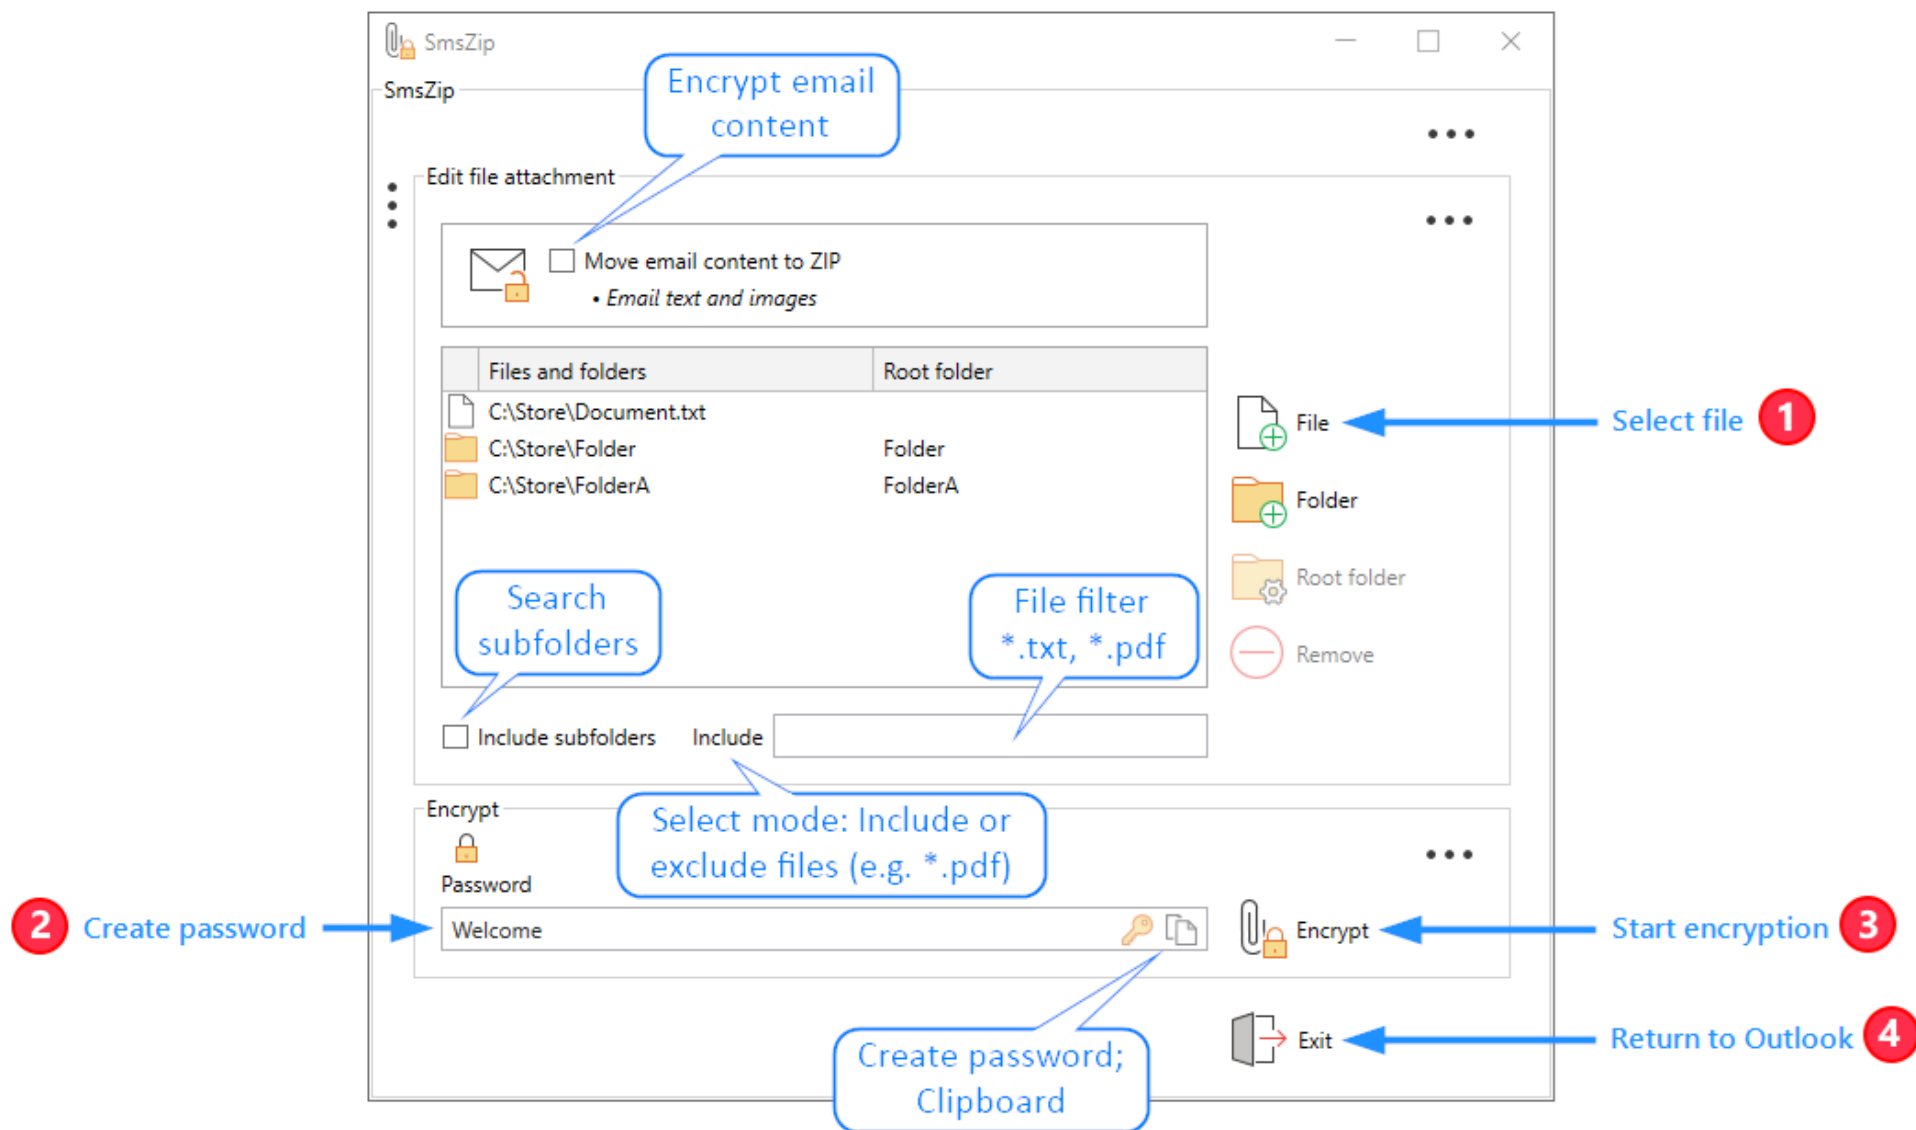 SmsZip
SmsZip
Encrypt email
content
Edit file attachment
Move email content to ZIP
• Email text and images
Files and folders Root folder
C:\Store\Document.txt
C:\Store\Folder Folder
C:\Store\FolderA FolderA
File
Select file 1
Folder
Root folder
Remove
Search
subfolders
File filter
*.txt, *.pdf
Include subfolders Include
Select mode: Include or
exclude files (e.g. *.pdf)
Encrypt
Password
2 Create password
Welcome
Encrypt
Start encryption 3
Create password;
Clipboard
Exit
Return to Outlook 4